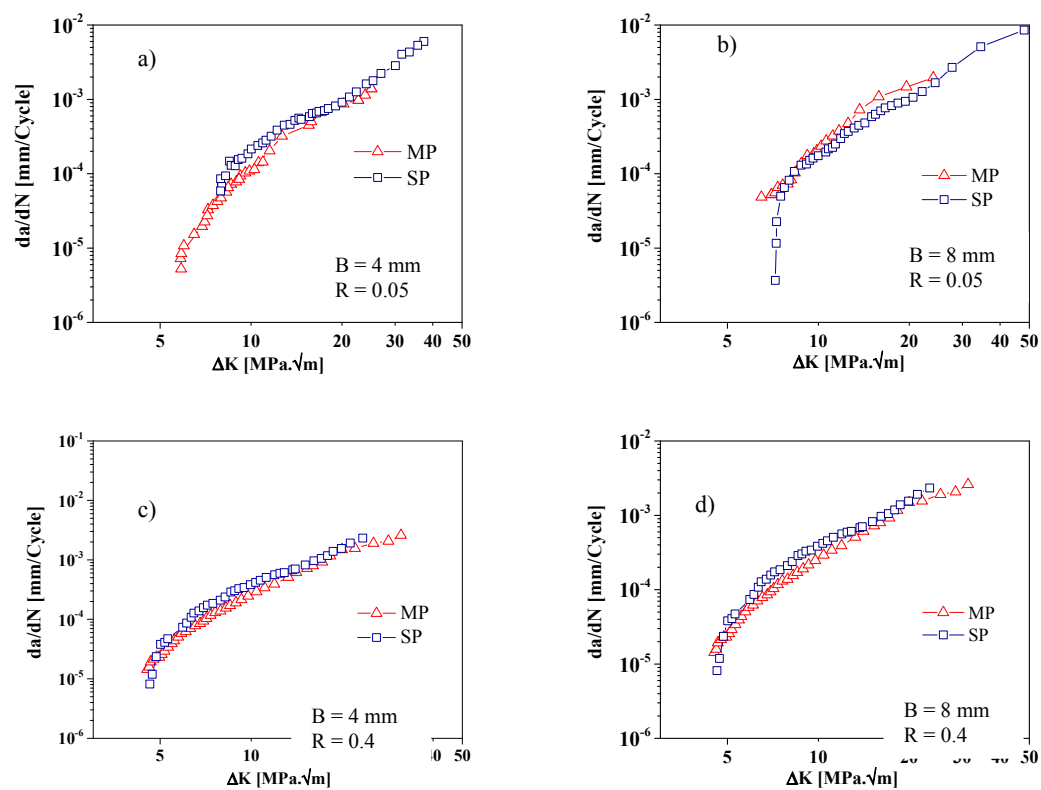 a)
10⁻²
10⁻³
10⁻⁴
10⁻⁵
10⁻⁶
da/dN [mm/Cycle]
MP
SP
B = 4 mm
R = 0.05
5 10 20 30 40 50
ΔK [MPa.√m]
b)
10⁻²
10⁻³
10⁻⁴
10⁻⁵
10⁻⁶
da/dN [mm/Cycle]
MP
SP
B = 8 mm
R = 0.05
5 10 20 30 40 50
ΔK [MPa.√m]
c)
10⁻¹
10⁻²
10⁻³
10⁻⁴
10⁻⁵
10⁻⁶
da/dN [mm/Cycle]
MP
SP
B = 4 mm
R = 0.4
5 10 50
ΔK [MPa.√m]
d)
10⁻²
10⁻³
10⁻⁴
10⁻⁵
10⁻⁶
da/dN [mm/Cycle]
MP
SP
B = 8 mm
R = 0.4
5 10 50
ΔK [MPa.√m]